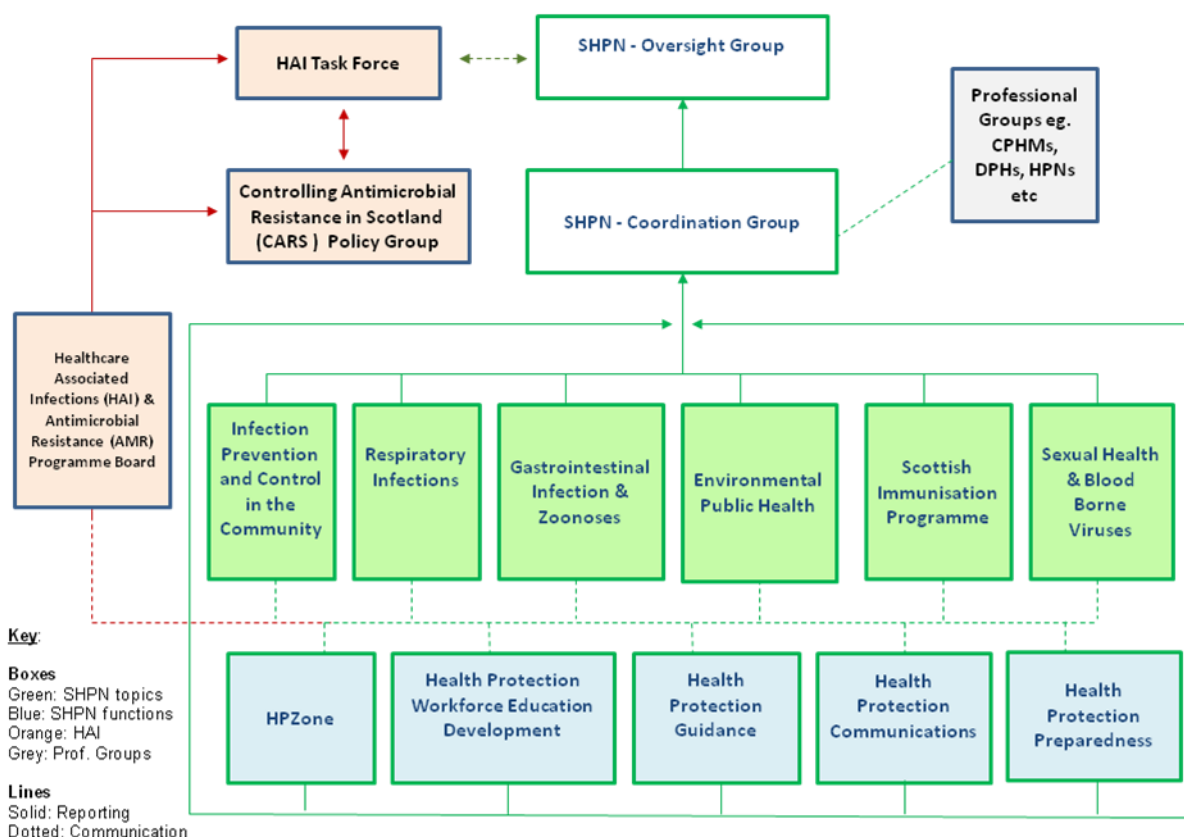 HAI Task Force
SHPN - Oversight Group
Professional
Groups eg.
CPHMs,
DPHs, HPNs
etc
Controlling Antimicrobial
Resistance in Scotland
(CARS ) Policy Group
SHPN - Coordination Group
Healthcare
Associated
Infections (HAI) &
Antimicrobial
Resistance (AMR)
Programme Board
Infection
Prevention
and Control
in the
Community
Respiratory
Infections
Gastrointestinal
Infection &
Zoonoses
Environmental
Public Health
Scottish
Immunisation
Programme
Sexual Health
& Blood
Borne
Viruses
HPZone
Health Protection
Workforce Education
Development
Health
Protection
Guidance
Health
Protection
Communications
Health
Protection
Preparedness
Key:
Boxes
Green: SHPN topics
Blue: SHPN functions
Orange: HAI
Grey: Prof. Groups
Lines
Solid: Reporting
Dotted: Communication